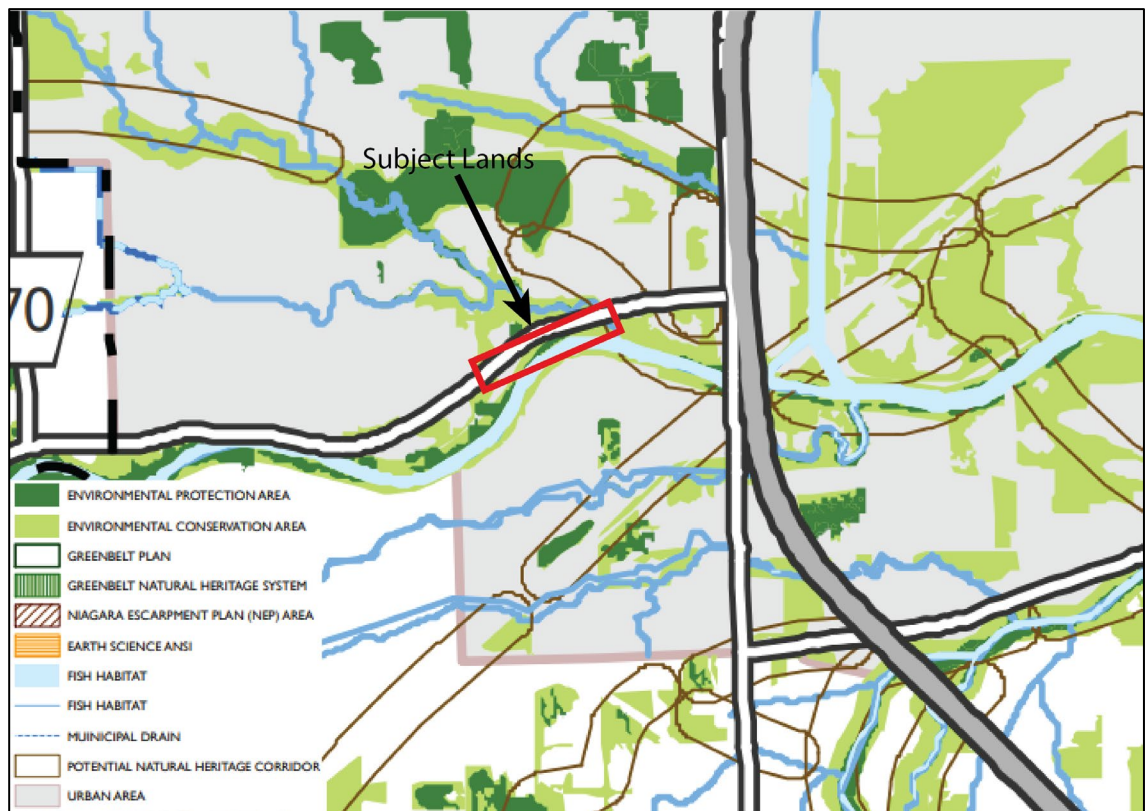 Subject Lands
70
ENVIRONMENTAL PROTECTION AREA
ENVIRONMENTAL CONSERVATION AREA
GREENBELT PLAN
GREENBELT NATURAL HERITAGE SYSTEM
NIAGARA ESCARPMENT PLAN (NEP) AREA
EARTH SCIENCE ANSI
FISH HABITAT
FISH HABITAT
MUINICIPAL DRAIN
POTENTIAL NATURAL HERITAGE CORRIDOR
URBAN AREA